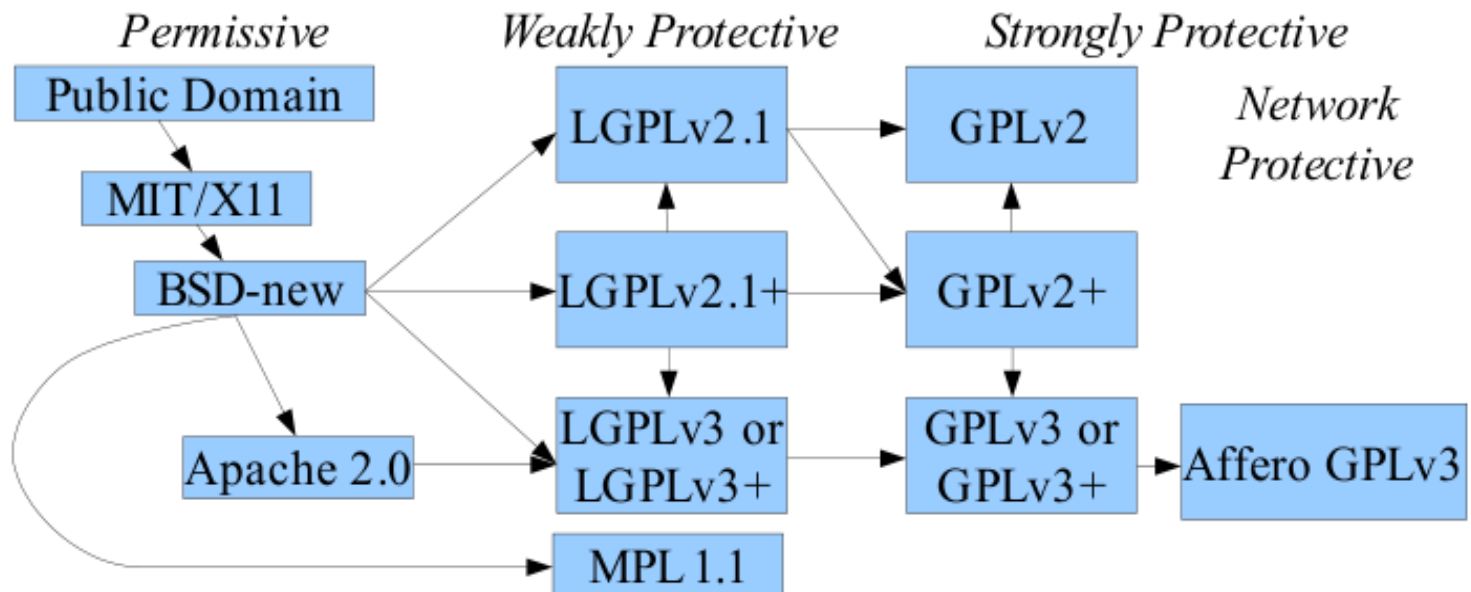 Permissive
Weakly Protective
Strongly Protective
Network
Protective
Public Domain
MIT/X11
BSD-new
Apache 2.0
LGPLv2.1
LGPLv2.1+
LGPLv3 or
LGPLv3+
MPL 1.1
GPLv2
GPLv2+
GPLv3 or
GPLv3+
Affero GPLv3